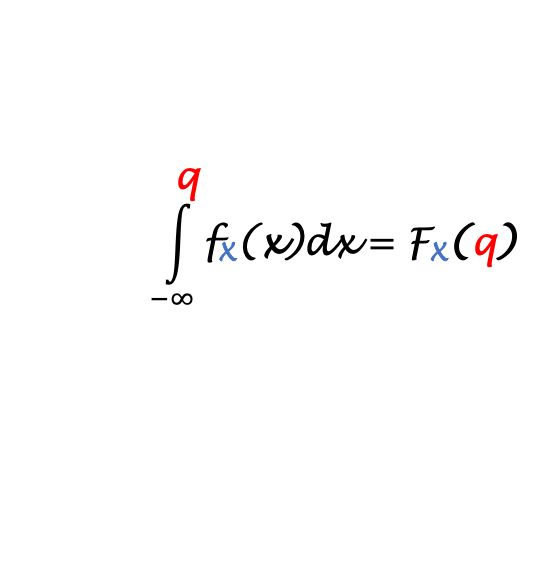 ∫_{-∞}^{q} f_x(x)dx = F_x(q)